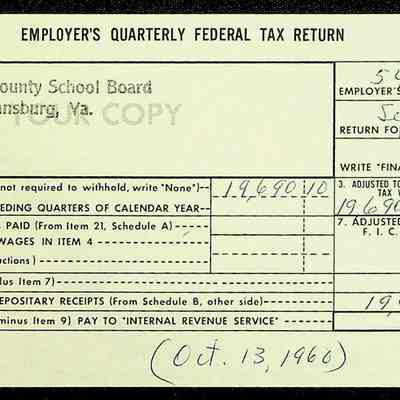 EMPLOYER'S QUARTERLY FEDERAL TAX RETURN
ounty School Board
nsburg, Va.
YOUR COPY
EMPLOYER'S
RETURN FO
WRITE "FINA
not required to withhold, write "None")-- 19,690 10
3. ADJUSTED TO
TAX
EDING QUARTERS OF CALENDAR YEAR--
19,690
PAID (From Item 21, Schedule A)
7. ADJUSTED
F. I. C.
WAGES IN ITEM 4
uctions)
lus Item 7)
EPOSITARY RECEIPTS (From Schedule B, other side)
19,
minus Item 9) PAY TO "INTERNAL REVENUE SERVICE"
(Oct. 13, 1960)